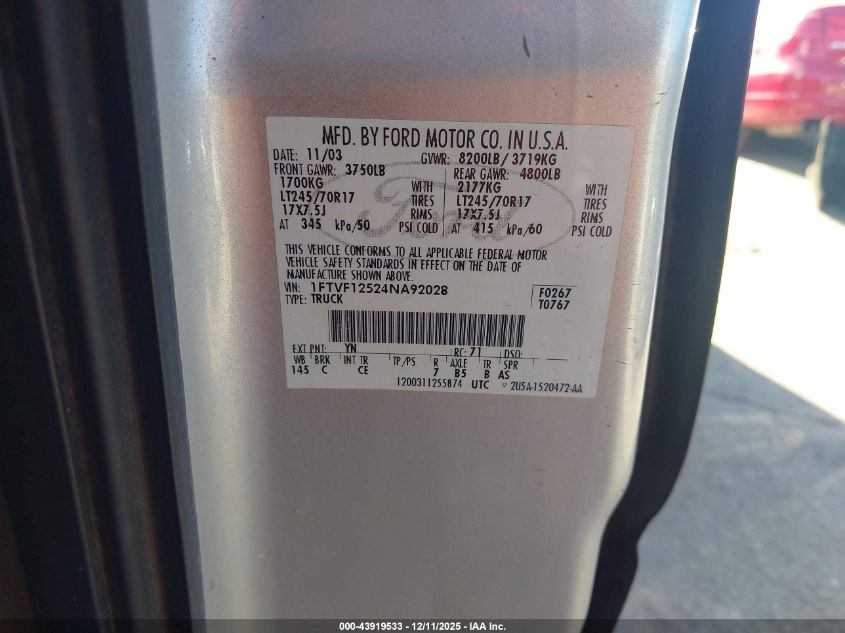 MFD. BY FORD MOTOR CO. IN U.S.A.
DATE: 11/03 GVWR: 8200LB/ 3719KG
FRONT GAWR: 3750LB REAR GAWR: 4800LB
1700KG WITH 2177KG WITH
LT245/70R17 TIRES LT245/70R17 TIRES
17X7.5J RIMS 17X7.5J RIMS
AT 345 kPa/50 PSI COLD AT 415 kPa/60 PSI COLD
Ford
THIS VEHICLE CONFORMS TO ALL APPLICABLE FEDERAL MOTOR
VEHICLE SAFETY STANDARDS IN EFFECT ON THE DATE OF
MANUFACTURE SHOWN ABOVE.
VIN: 1FTVF12524NA92028 F0267
TYPE: TRUCK T0767
EXT PNT: YN RC: 71 DSO:
WB BRK INT TR TP/PS R AXLE TR SPR
145 C CE 7 B5 B AS
1200311255874 UTC 2U5A-1520472-AA
000-43919533 - 12/11/2025 - IAA Inc.